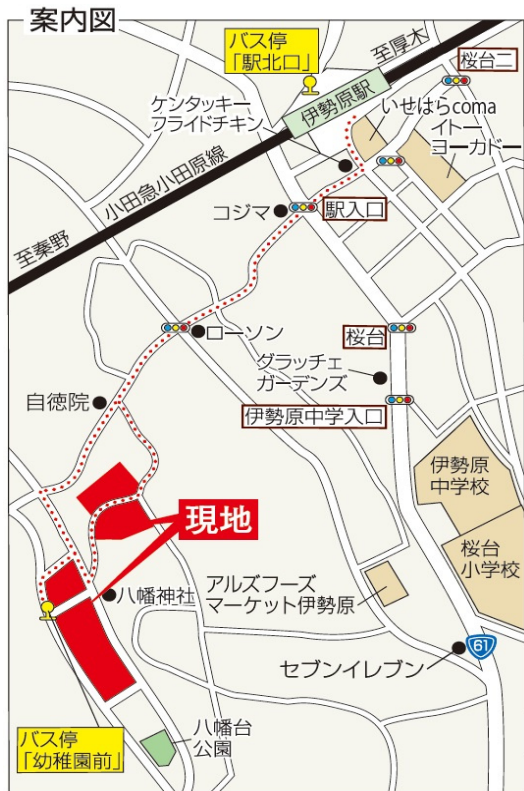 案内図
バス停
「駅北口」
至厚木
桜台二
ケンタッキー
フライドチキン
伊勢原駅
いせはらcoma
イトー
ヨーカドー
小田急小田原線
コジマ
駅入口
至秦野
ローソン
桜台
グラッチェ
ガーデンズ
自徳院
伊勢原中学入口
伊勢原
中学校
現地
桜台
小学校
八幡神社
アルズフーズ
マーケット伊勢原
61
セブンイレブン
八幡台
公園
バス停
「幼稚園前」